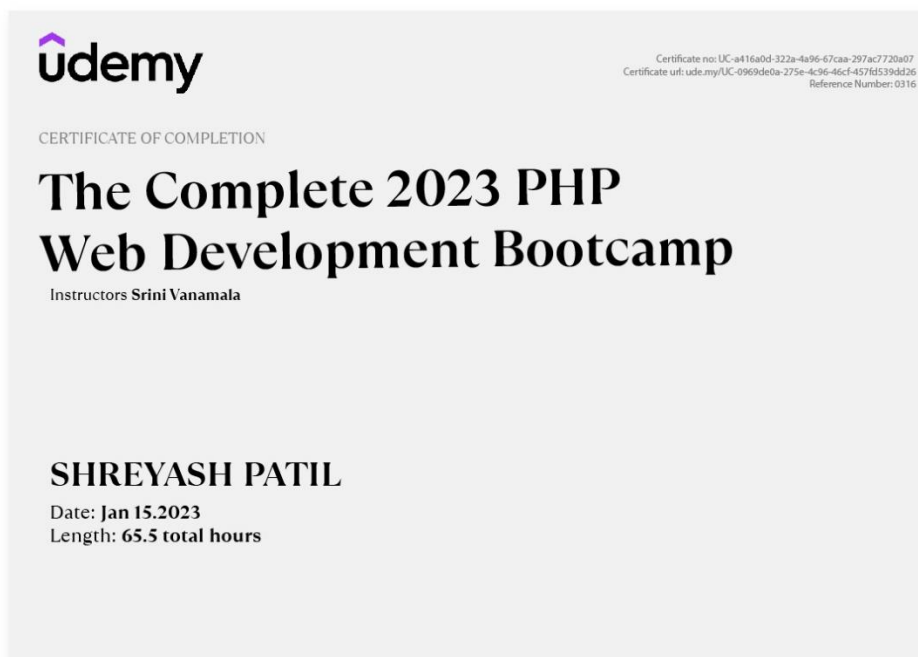 udemy
Certificate no: UC-a416a0d-322a-4a96-67caa-297ac7720a07
Certificate url: ude.my/UC-0969de0a-275e-4c96-46cf-457fd539dd26
Reference Number: 0316
CERTIFICATE OF COMPLETION
The Complete 2023 PHP
Web Development Bootcamp
Instructors Srini Vanamala
SHREYASH PATIL
Date: Jan 15.2023
Length: 65.5 total hours